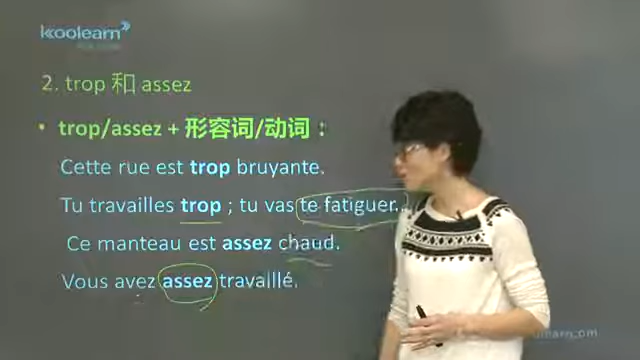 koolearn
2. trop 和 assez
• trop/assez + 形容词/动词：
Cette rue est trop bruyante.
Tu travailles trop ; tu vas te fatiguer.
Ce manteau est assez chaud.
Vous avez assez travaillé.